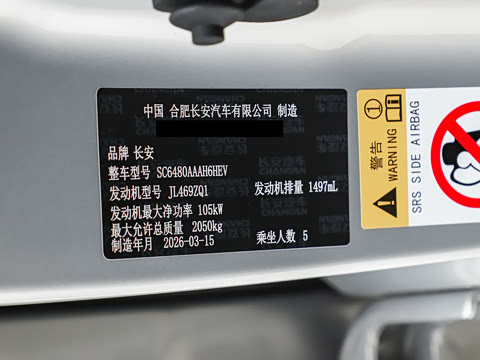 中国 合肥长安汽车有限公司 制造
品牌 长安
整车型号 SC6480AAAH6HEV
发动机型号 JL469ZQ1 发动机排量 1497mL
发动机最大净功率 105kW
最大允许总质量 2050kg
制造年月 2026-03-15 乘坐人数 5
警告
WARNING
SRS SIDE AIRBAG